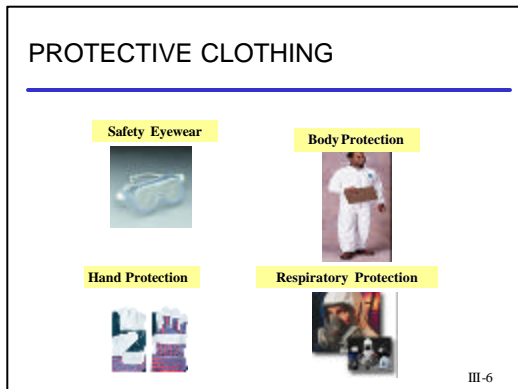 PROTECTIVE CLOTHING
Safety Eyewear
Body Protection
Hand Protection
Respiratory Protection
III-6